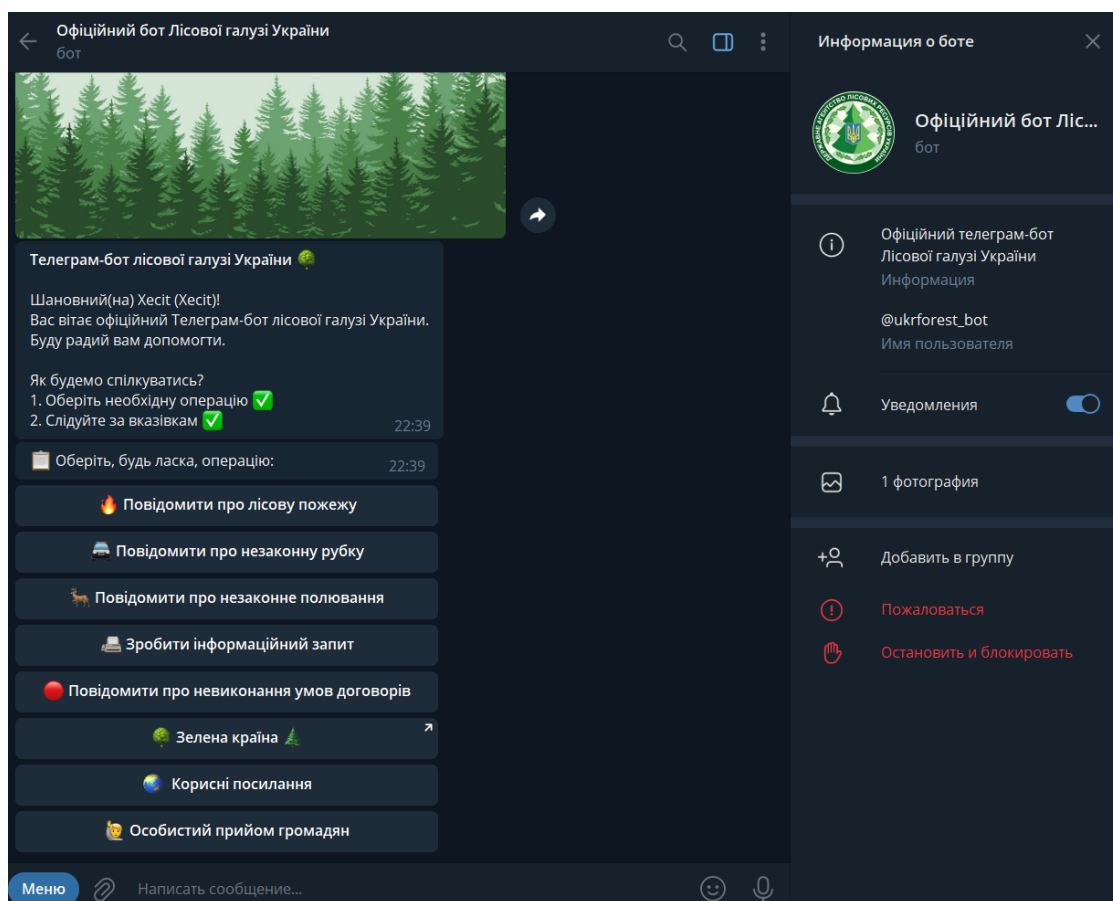 Офіційний бот Лісової галузі України
бот
Телеграм-бот лісової галузі України
Шановний(на) Xecit (Xecit)!
Вас вітає офіційний Телеграм-бот лісової галузі України.
Буду радий вам допомогти.
Як будемо спілкуватись?
1. Оберіть необхідну операцію
2. Слідуйте за вказівкам
22:39
Оберіть, будь ласка, операцію:
22:39
Повідомити про лісову пожежу
Повідомити про незаконну рубку
Повідомити про незаконне полювання
Зробити інформаційний запит
Повідомити про невиконання умов договорів
Зелена країна
Корисні посилання
Особистий прийом громадян
Меню
Написать сообщение...
Информация о боте
ДЕРЖАВНЕ АГЕНТСТВО ЛІСОВИХ РЕСУРСІВ УКРАЇНИ
Офіційний бот Ліс...
бот
Офіційний телеграм-бот
Лісової галузі України
Информация
@ukrforest_bot
Имя пользователя
Уведомления
1 фотография
Добавить в группу
Пожаловаться
Остановить и блокировать